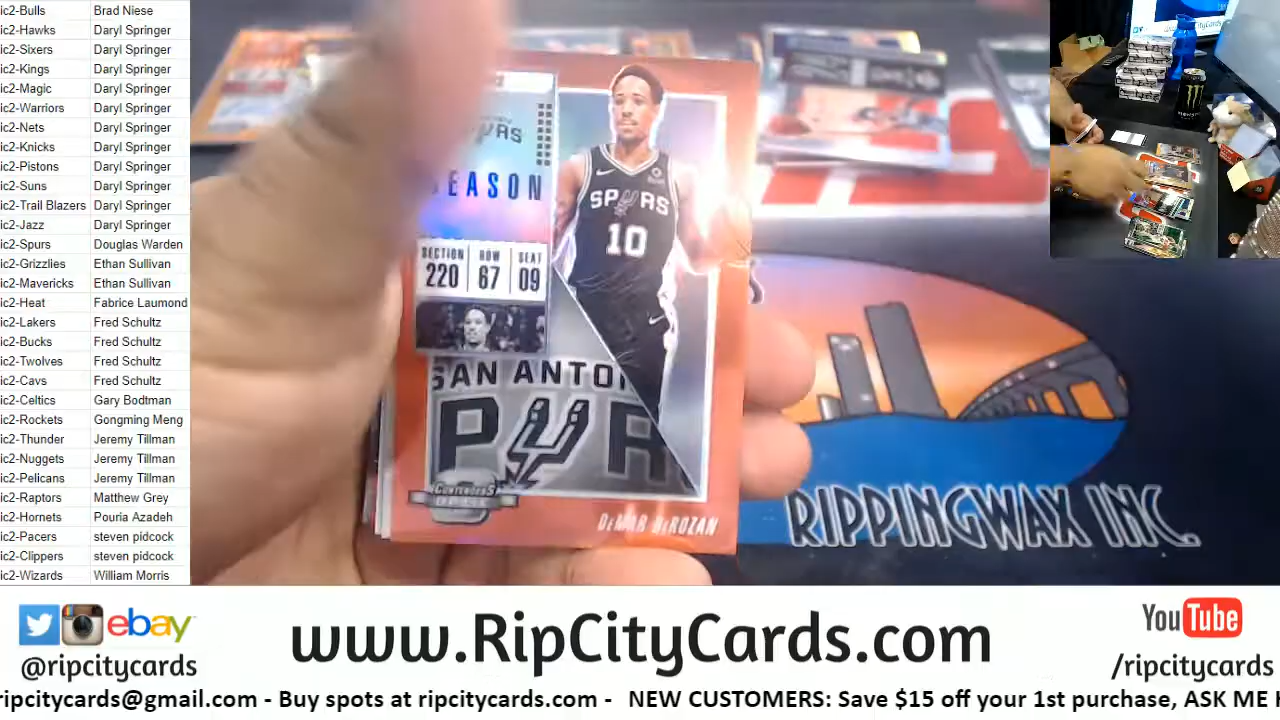 ic2-Bulls Brad Niese
ic2-Hawks Daryl Springer
ic2-Sixers Daryl Springer
ic2-Kings Daryl Springer
ic2-Magic Daryl Springer
ic2-Warriors Daryl Springer
ic2-Nets Daryl Springer
ic2-Knicks Daryl Springer
ic2-Pistons Daryl Springer
ic2-Suns Daryl Springer
ic2-Trail Blazers Daryl Springer
ic2-Jazz Daryl Springer
ic2-Spurs Douglas Warden
ic2-Grizzlies Ethan Sullivan
ic2-Mavericks Ethan Sullivan
ic2-Heat Fabrice Laumond
ic2-Lakers Fred Schultz
ic2-Bucks Fred Schultz
ic2-Twolves Fred Schultz
ic2-Cavs Fred Schultz
ic2-Celtics Gary Bodtman
ic2-Rockets Gongming Meng
ic2-Thunder Jeremy Tillman
ic2-Nuggets Jeremy Tillman
ic2-Pelicans Jeremy Tillman
ic2-Raptors Matthew Grey
ic2-Hornets Pouria Azadeh
ic2-Pacers steven pidcock
ic2-Clippers steven pidcock
ic2-Wizards William Morris
EASON
SPURS
10
SECTION ROW SEAT
220 67 09
SAN ANTO
PUR
CONTENDERS
DEMAR DEROZAN
RIPPINGWAX INC.
ebay
@ripcitycards
www.RipCityCards.com
YouTube
/ripcitycards
ripcitycards@gmail.com - Buy spots at ripcitycards.com - NEW CUSTOMERS: Save $15 off your 1st purchase, ASK ME